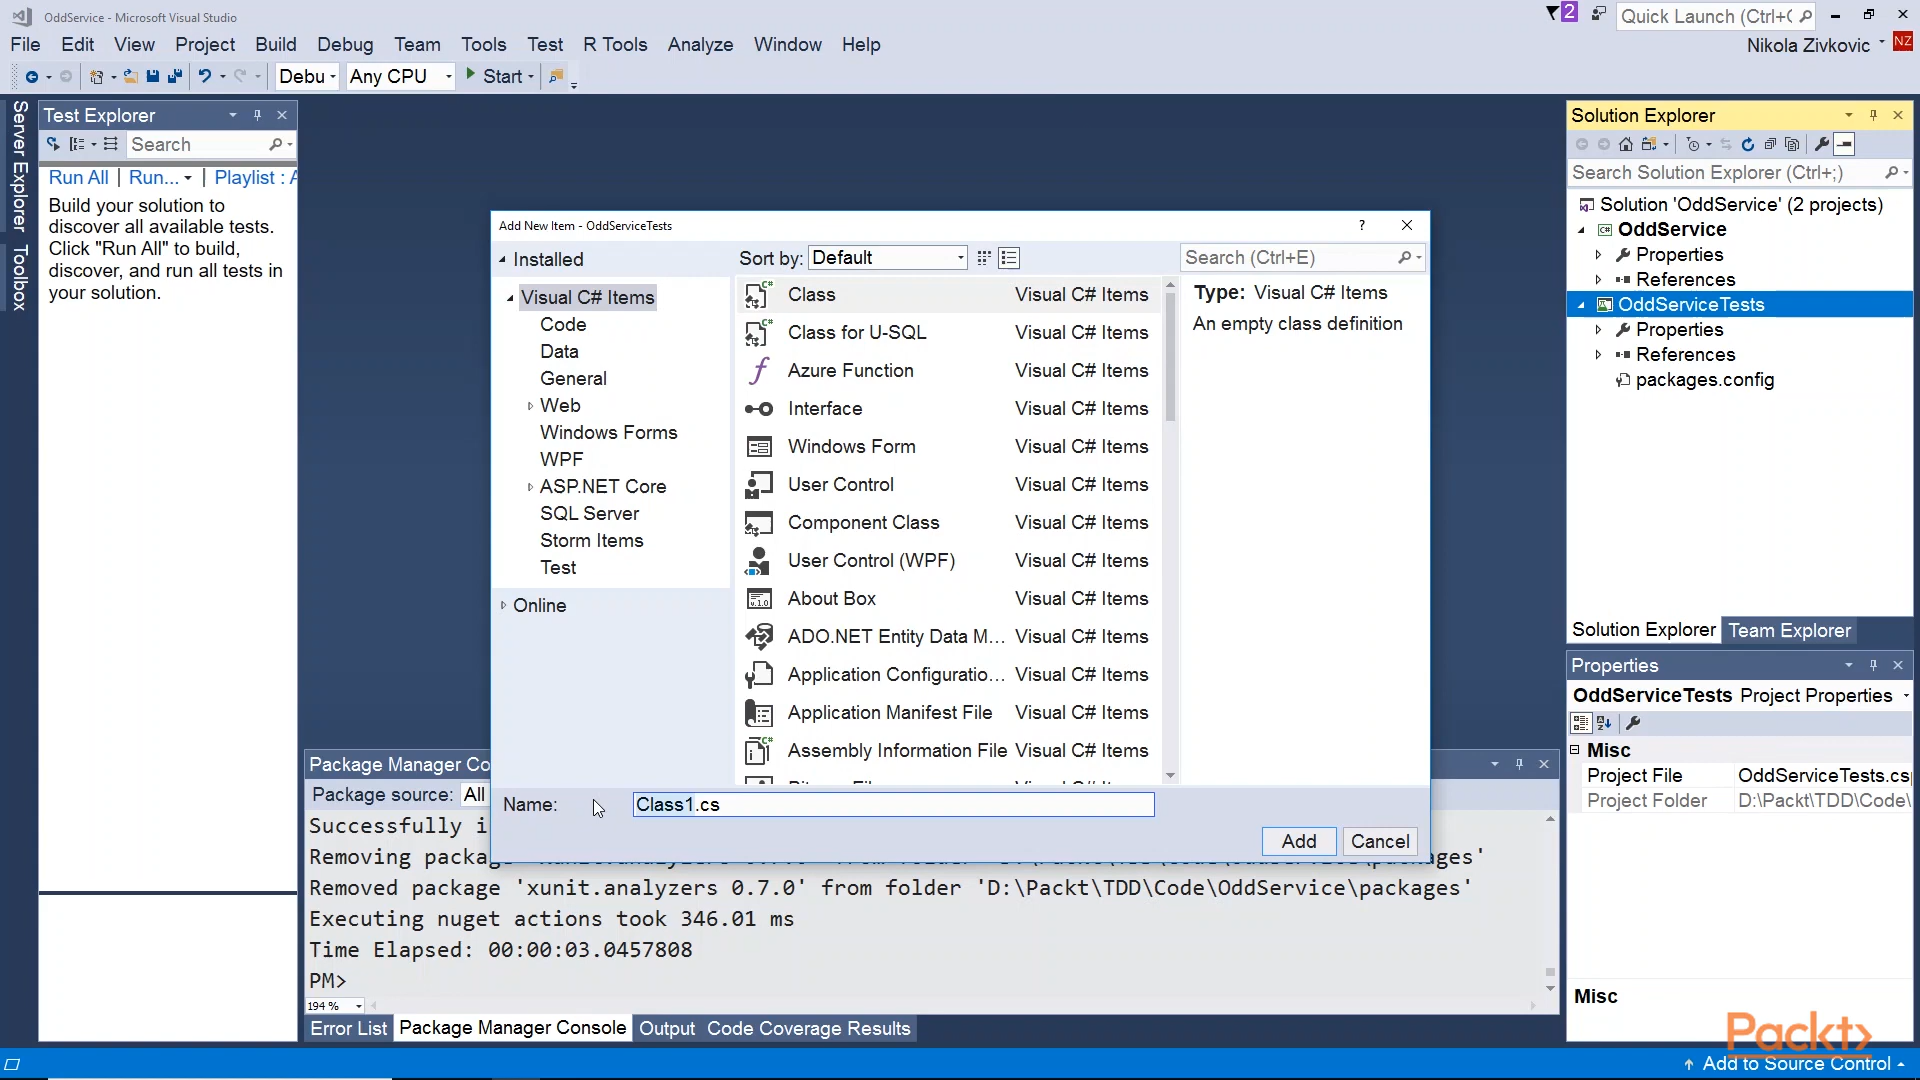 OddService - Microsoft Visual Studio
2
Quick Launch (Ctrl+Q
File Edit View Project Build Debug Team Tools Test R Tools Analyze Window Help
Nikola Zivkovic NZ
Debu Any CPU Start
Server Explorer
Toolbox
Test Explorer
Search
Run All | Run... | Playlist : A
Build your solution to
discover all available tests.
Click "Run All" to build,
discover, and run all tests in
your solution.
Add New Item - OddServiceTests
? 
Installed
Sort by: Default
Search (Ctrl+E)
Visual C# Items
Code
Data
General
Web
Windows Forms
WPF
ASP.NET Core
SQL Server
Storm Items
Test
Online
Class Visual C# Items
Class for U-SQL Visual C# Items
Azure Function Visual C# Items
Interface Visual C# Items
Windows Form Visual C# Items
User Control Visual C# Items
Component Class Visual C# Items
User Control (WPF) Visual C# Items
About Box Visual C# Items
ADO.NET Entity Data M... Visual C# Items
Application Configuratio... Visual C# Items
Application Manifest File Visual C# Items
Assembly Information File Visual C# Items
Type: Visual C# Items
An empty class definition
Name: Class1.cs
Add Cancel
Package Manager Co
Package source: All
Successfully i
Removing packag
Removed package 'xunit.analyzers 0.7.0' from folder 'D:\Packt\TDD\Code\OddService\packages'
Executing nuget actions took 346.01 ms
Time Elapsed: 00:00:03.0457808
PM>
194 %
Error List Package Manager Console Output Code Coverage Results
Solution Explorer
Search Solution Explorer (Ctrl+;)
Solution 'OddService' (2 projects)
OddService
Properties
References
OddServiceTests
Properties
References
packages.config
Solution Explorer Team Explorer
Properties
OddServiceTests Project Properties
Misc
Project File OddServiceTests.csp
Project Folder D:\Packt\TDD\Code\
Misc
Packt>
Add to Source Control